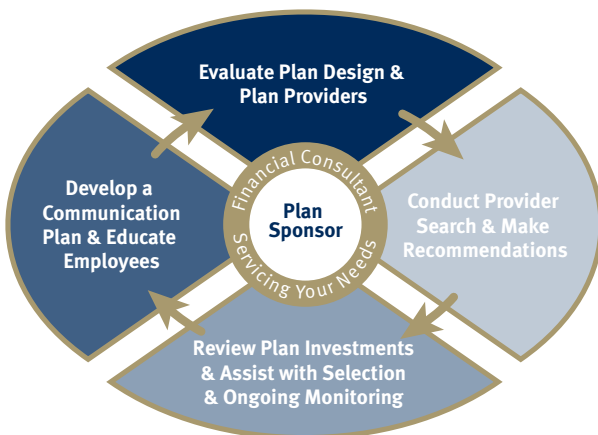 Evaluate Plan Design &
Plan Providers
Conduct Provider
Search & Make
Recommendations
Review Plan Investments
& Assist with Selection
& Ongoing Monitoring
Develop a
Communication
Plan & Educate
Employees
Financial Consultant
Plan
Sponsor
Servicing Your Needs